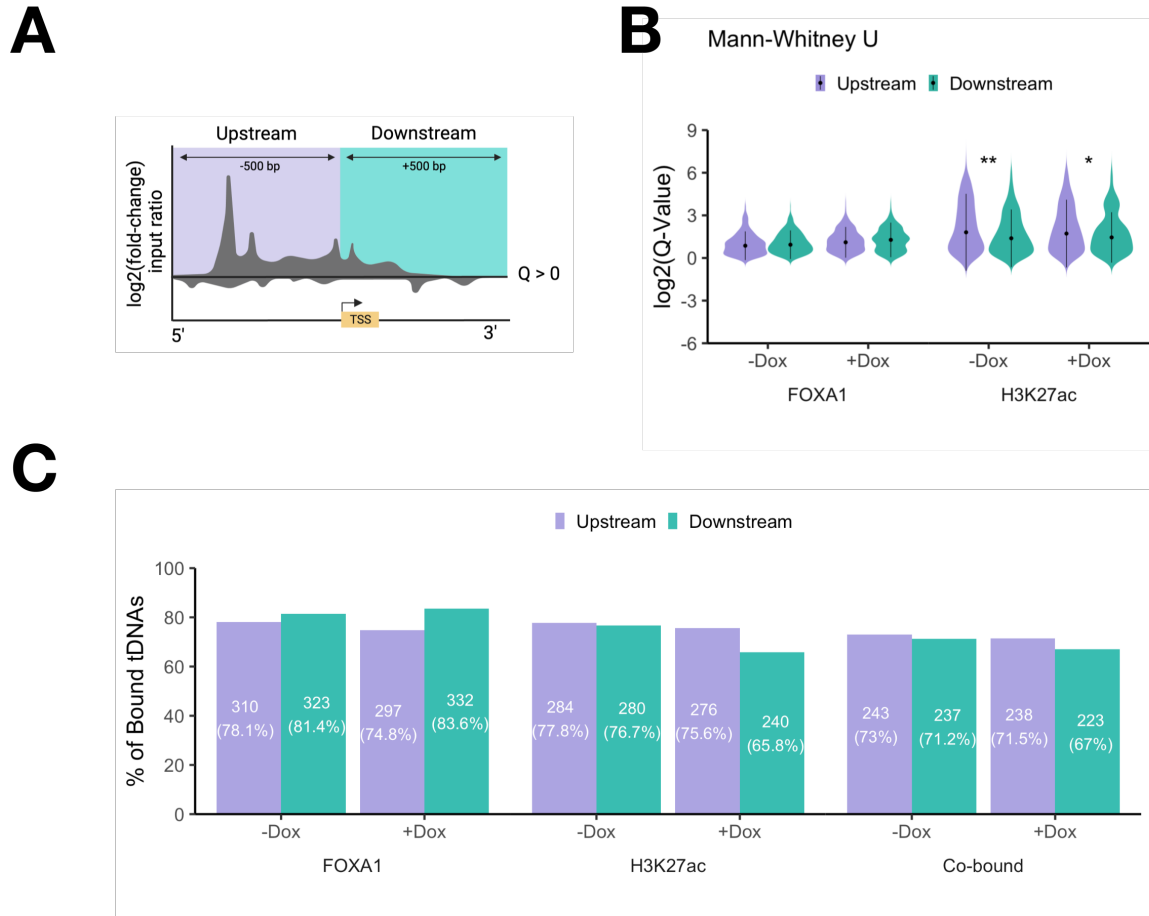 A
Upstream Downstream
-500 bp +500 bp
log2(fold-change)
input ratio
Q > 0
TSS
5' 3'
B
Mann-Whitney U
Upstream Downstream
log2(Q-Value)
9
6
3
0
-3
-6
** *
-Dox +Dox -Dox +Dox
FOXA1 H3K27ac
C
Upstream Downstream
% of Bound tDNAs
100
80
60
40
20
0
310 323 297 332 284 280 276 240 243 237 238 223
(78.1%) (81.4%) (74.8%) (83.6%) (77.8%) (76.7%) (75.6%) (65.8%) (73%) (71.2%) (71.5%) (67%)
-Dox +Dox -Dox +Dox -Dox +Dox
FOXA1 H3K27ac Co-bound